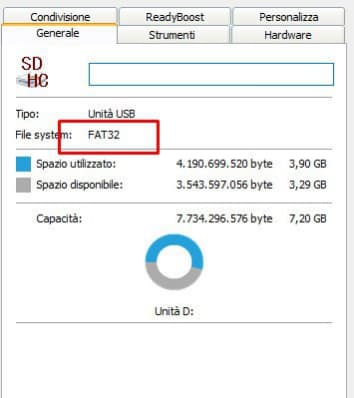 Condivisione ReadyBoost Personalizza
Generale Strumenti Hardware
SD
HC
Tipo: Unità USB
File system: FAT32
Spazio utilizzato: 4.190.699.520 byte 3,90 GB
Spazio disponibile: 3.543.597.056 byte 3,29 GB
Capacità: 7.734.296.576 byte 7,20 GB
Unità D: